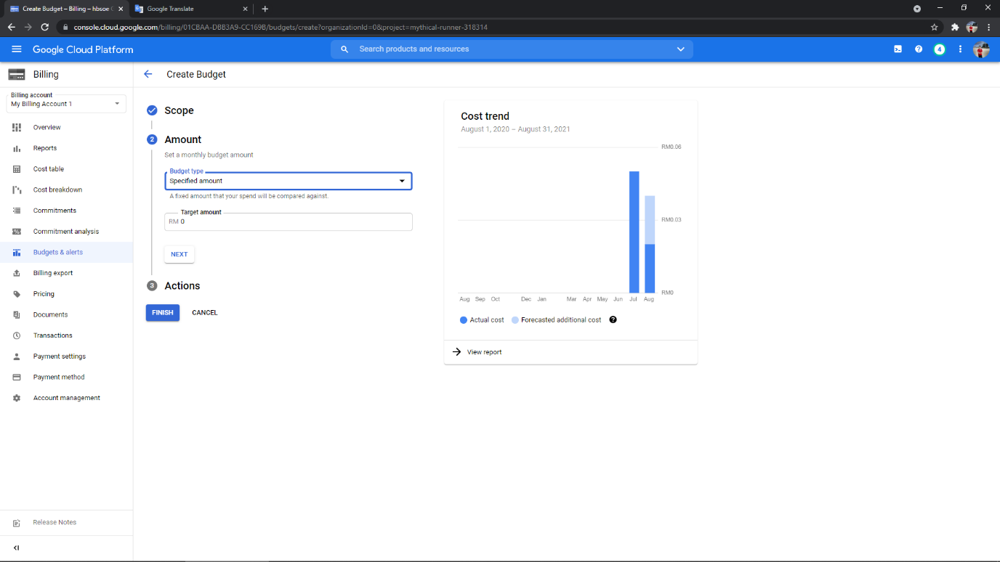 Create Budget – Billing – hbsoe C
Google Translate
console.cloud.google.com/billing/01CBAA-DBB3A9-CC169B/budgets/create?organizationId=0&project=mythical-runner-318314
Google Cloud Platform
Search products and resources
4
Billing
Create Budget
Billing account
My Billing Account 1
Overview
Reports
Cost table
Cost breakdown
Commitments
Commitment analysis
Budgets & alerts
Billing export
Pricing
Documents
Transactions
Payment settings
Payment method
Account management
Release Notes
Scope
2 Amount
Set a monthly budget amount
Budget type
Specified amount
A fixed amount that your spend will be compared against.
Target amount
RM 0
NEXT
3 Actions
FINISH CANCEL
Cost trend
August 1, 2020 – August 31, 2021
RM0.06
RM0.03
RM0
Aug Sep Oct Dec Jan Mar Apr May Jun Jul Aug
Actual cost Forecasted additional cost ?
View report